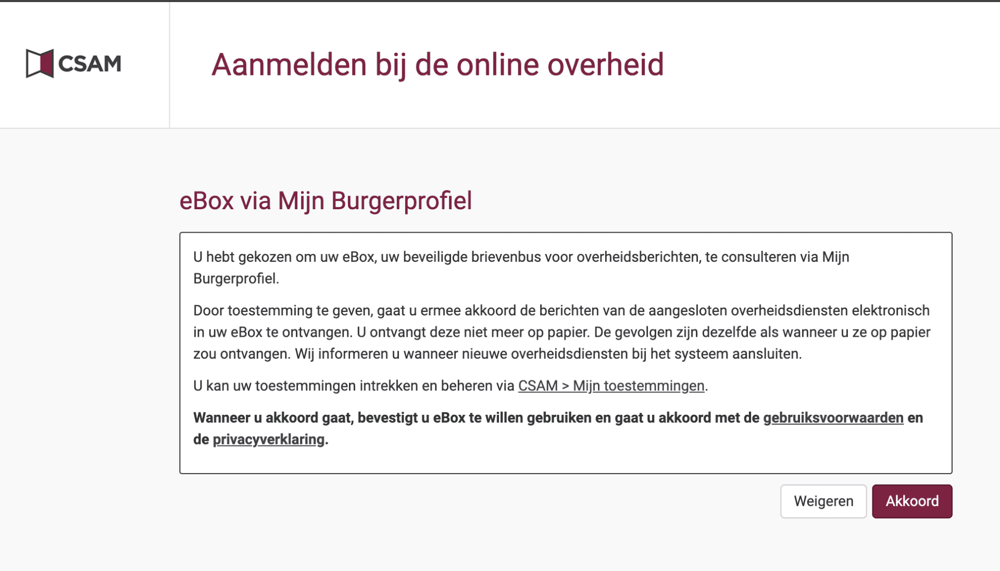 CSAM
Aanmelden bij de online overheid
eBox via Mijn Burgerprofiel
U hebt gekozen om uw eBox, uw beveiligde brievenbus voor overheidsberichten, te consulteren via Mijn
Burgerprofiel.
Door toestemming te geven, gaat u ermee akkoord de berichten van de aangesloten overheidsdiensten elektronisch
in uw eBox te ontvangen. U ontvangt deze niet meer op papier. De gevolgen zijn dezelfde als wanneer u ze op papier
zou ontvangen. Wij informeren u wanneer nieuwe overheidsdiensten bij het systeem aansluiten.
U kan uw toestemmingen intrekken en beheren via CSAM > Mijn toestemmingen.
Wanneer u akkoord gaat, bevestigt u eBox te willen gebruiken en gaat u akkoord met de gebruiksvoorwaarden en
de privacyverklaring.
Weigeren
Akkoord